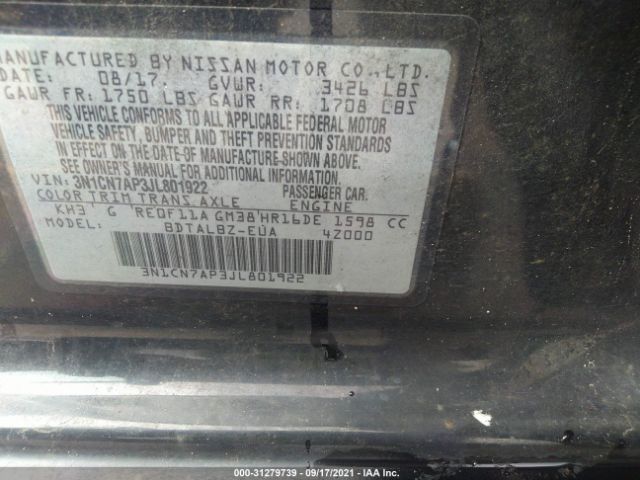 MANUFACTURED BY NISSAN MOTOR CO., LTD.
DATE: 08/17 GVWR: 3426 LBS
GAWR FR: 1750 LBS GAWR RR: 1708 LBS
THIS VEHICLE CONFORMS TO ALL APPLICABLE FEDERAL MOTOR
VEHICLE SAFETY, BUMPER AND THEFT PREVENTION STANDARDS
IN EFFECT ON THE DATE OF MANUFACTURE SHOWN ABOVE.
SEE OWNER'S MANUAL FOR ADDITIONAL INFORMATION
VIN: 3N1CN7AP3JL801922 PASSENGER CAR.
COLOR TRIM TRANS AXLE ENGINE
KH3 G RE0F11A GM38 HR16DE 1598 CC
MODEL: BDTALBZ-EUA 4Z000
3N1CN7AP3JL801922
000-31279739 - 09/17/2021 - IAA Inc.